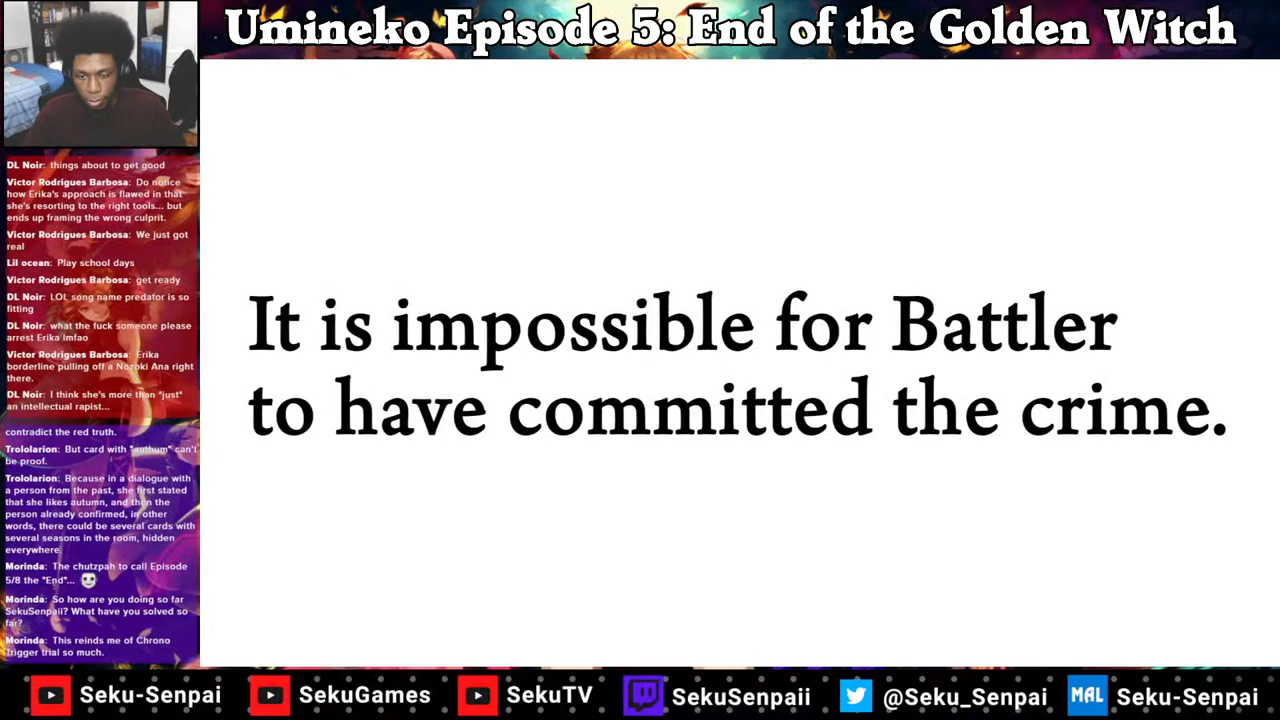 Umineko Episode 5: End of the Golden Witch
DL Noir: things about to get good
Victor Rodrigues Barbosa: Do notice
how Erika's approach is flawed in that
she's resorting to the right tools... but
ends up framing the wrong culprit.
Victor Rodrigues Barbosa: We just got
real
Lil ocean: Play school days
Victor Rodrigues Barbosa: get ready
DL Noir: LOL song name predator is so
fitting
DL Noir: what the fuck someone please
arrest Erika lmfao
Victor Rodrigues Barbosa: Erika
borderline pulling off a Nozoki Ana right
there.
DL Noir: I think she's more than *just*
an intellectual rapist...
contradict the red truth.
Trololarion: But card with "authum" can't
be proof.
Trololarion: Because in a dialogue with
a person from the past, she first stated
that she likes autumn, and then the
person already confirmed, in other
words, there could be several cards with
several seasons in the room, hidden
everywhere.
Morinda: The chutzpah to call Episode
5/8 the "End"...
Morinda: So how are you doing so far
SekuSenpaii? What have you solved so
far?
Morinda: This reinds me of Chrono
Trigger trial so much.
It is impossible for Battler
to have committed the crime.
Seku-Senpai SekuGames SekuTV SekuSenpaii @Seku_Senpai MAL Seku-Senpai